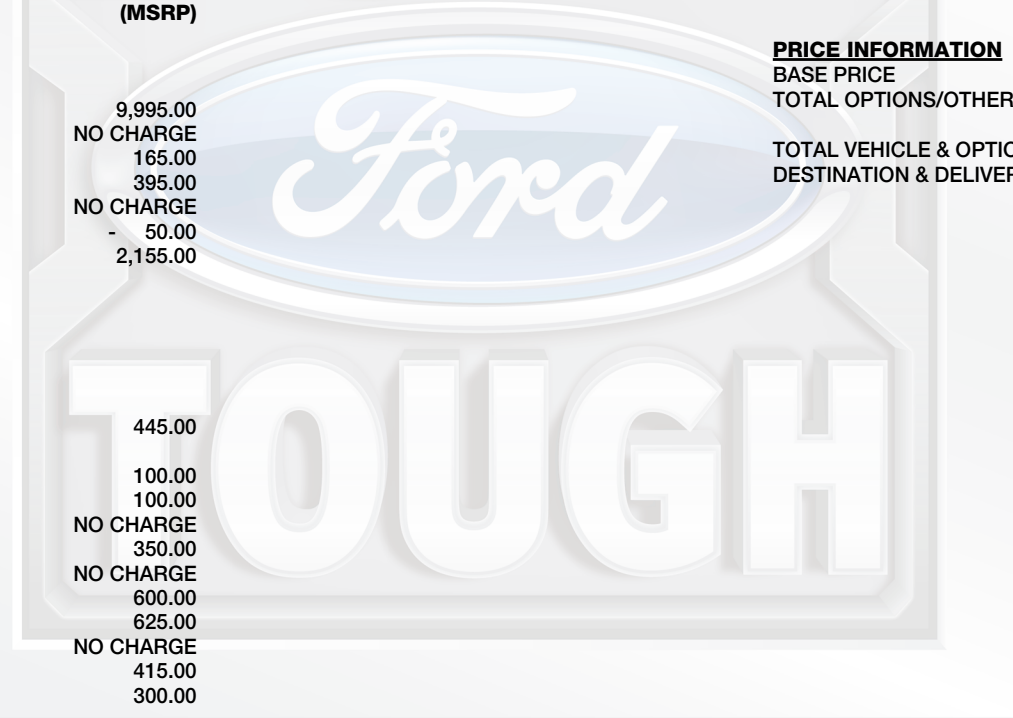 (MSRP)
9,995.00
NO CHARGE
165.00
395.00
NO CHARGE
- 50.00
2,155.00
445.00
100.00
100.00
NO CHARGE
350.00
NO CHARGE
600.00
625.00
NO CHARGE
415.00
300.00
PRICE INFORMATION
BASE PRICE
TOTAL OPTIONS/OTHER
TOTAL VEHICLE & OPTIO
DESTINATION & DELIVER
Ford
TOUGH